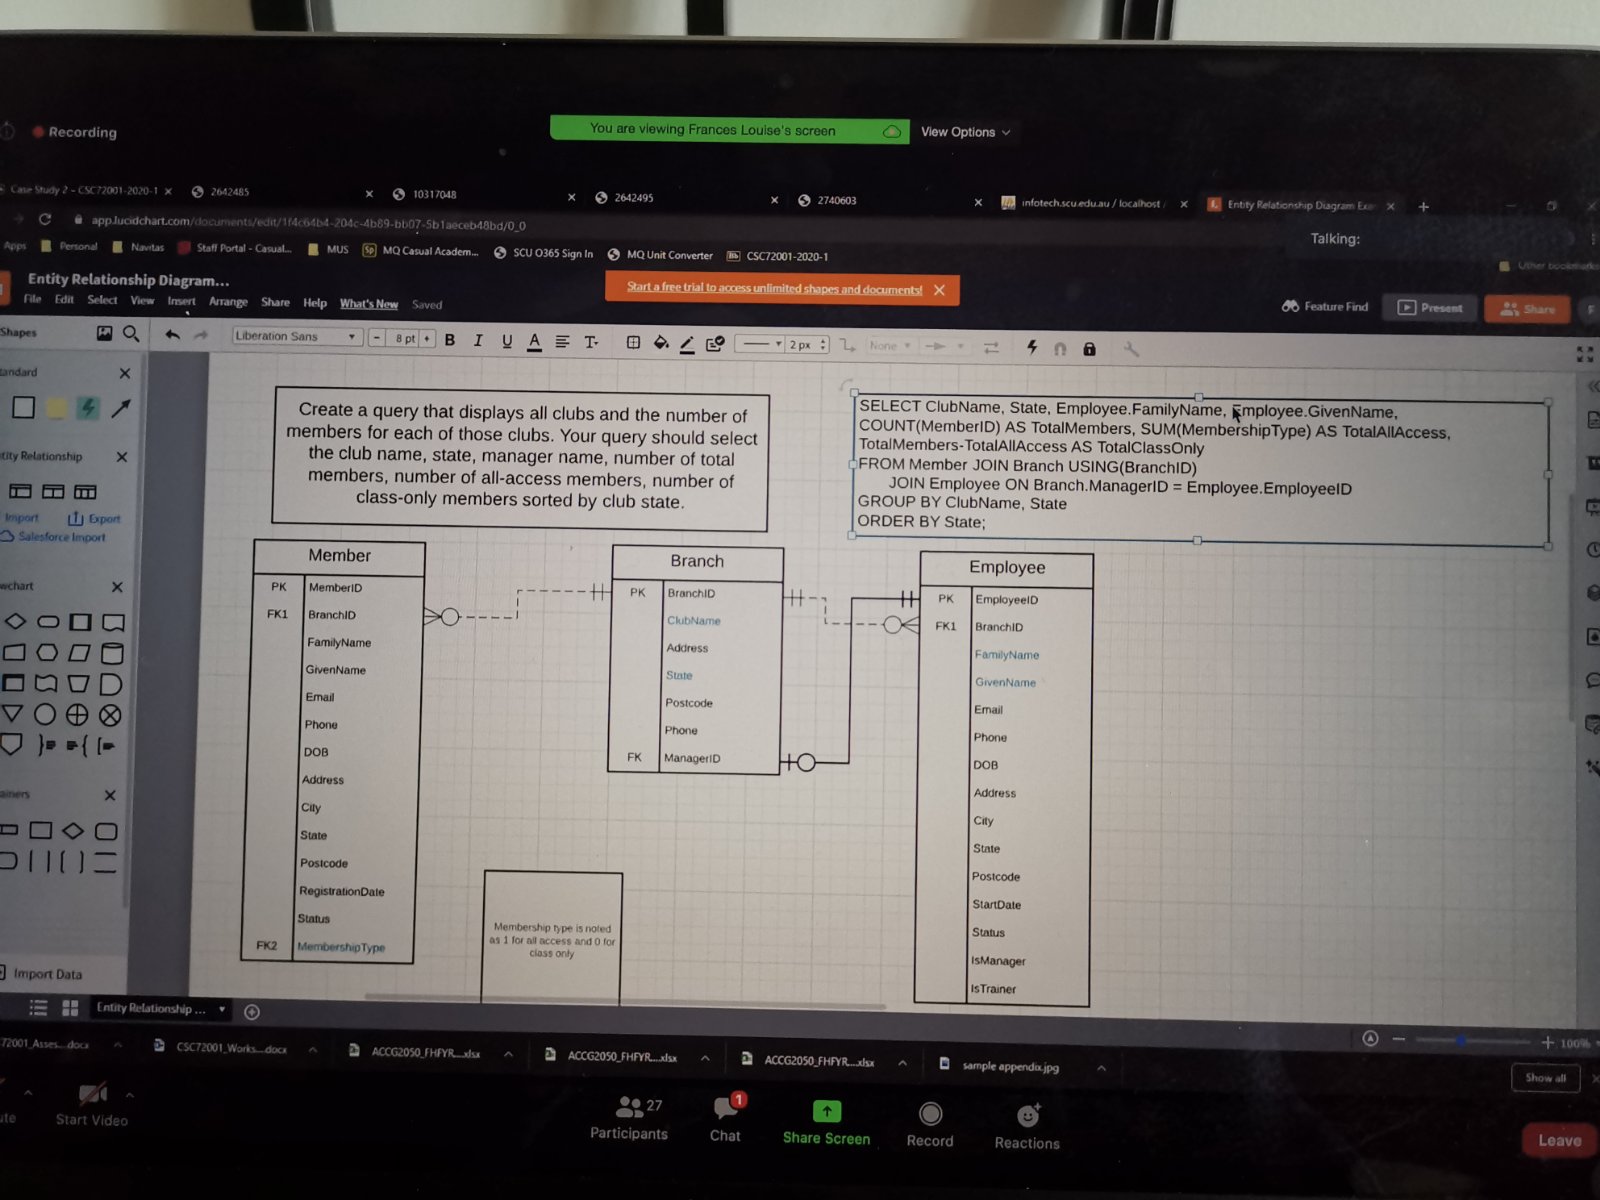 Recording
You are viewing Frances Louise's screen
View Options
Case Study 2 - CSC72001-2020-1
2642485
10317048
2642495
2740603
infotech.scu.edu.au / localhost
Entity Relationship Diagram Exa
app.lucidchart.com/documents/edit/1f4c64b4-204c-4b89-bb07-5b1aeceb48bd/0_0
Talking:
Apps
Personal
Navitas
Staff Portal - Casual...
MUS
MQ Casual Academ...
SCU O365 Sign In
MQ Unit Converter
CSC72001-2020-1
Other bookmarks
Entity Relationship Diagram...
Start a free trial to access unlimited shapes and documents!
File Edit Select View Insert Arrange Share Help What's New Saved
Feature Find
Present
Share
Shapes
Liberation Sans
8 pt
B I U A
2 px
None
tandard
Create a query that displays all clubs and the number of
members for each of those clubs. Your query should select
the club name, state, manager name, number of total
members, number of all-access members, number of
class-only members sorted by club state.
SELECT ClubName, State, Employee.FamilyName, Employee.GivenName,
COUNT(MemberID) AS TotalMembers, SUM(MembershipType) AS TotalAllAccess,
TotalMembers-TotalAllAccess AS TotalClassOnly
FROM Member JOIN Branch USING(BranchID)
JOIN Employee ON Branch.ManagerID = Employee.EmployeeID
GROUP BY ClubName, State
ORDER BY State;
tity Relationship
Import
Export
Salesforce Import
wchart
ainers
Import Data
Member
PK MemberID
FK1 BranchID
FamilyName
GivenName
Email
Phone
DOB
Address
City
State
Postcode
RegistrationDate
Status
FK2 MembershipType
Branch
PK BranchID
ClubName
Address
State
Postcode
Phone
FK ManagerID
Employee
PK EmployeeID
FK1 BranchID
FamilyName
GivenName
Email
Phone
DOB
Address
City
State
Postcode
StartDate
Status
IsManager
IsTrainer
Membership type is noted
as 1 for all access and 0 for
class only
Entity Relationship ...
100%
72001_Asses...docx
CSC72001_Works....docx
ACCG2050_FHFYR....xlsx
ACCG2050_FHFYR....xlsx
ACCG2050_FHFYR....xlsx
sample appendix.jpg
Show all
ute
Start Video
27
Participants
1
Chat
Share Screen
Record
Reactions
Leave